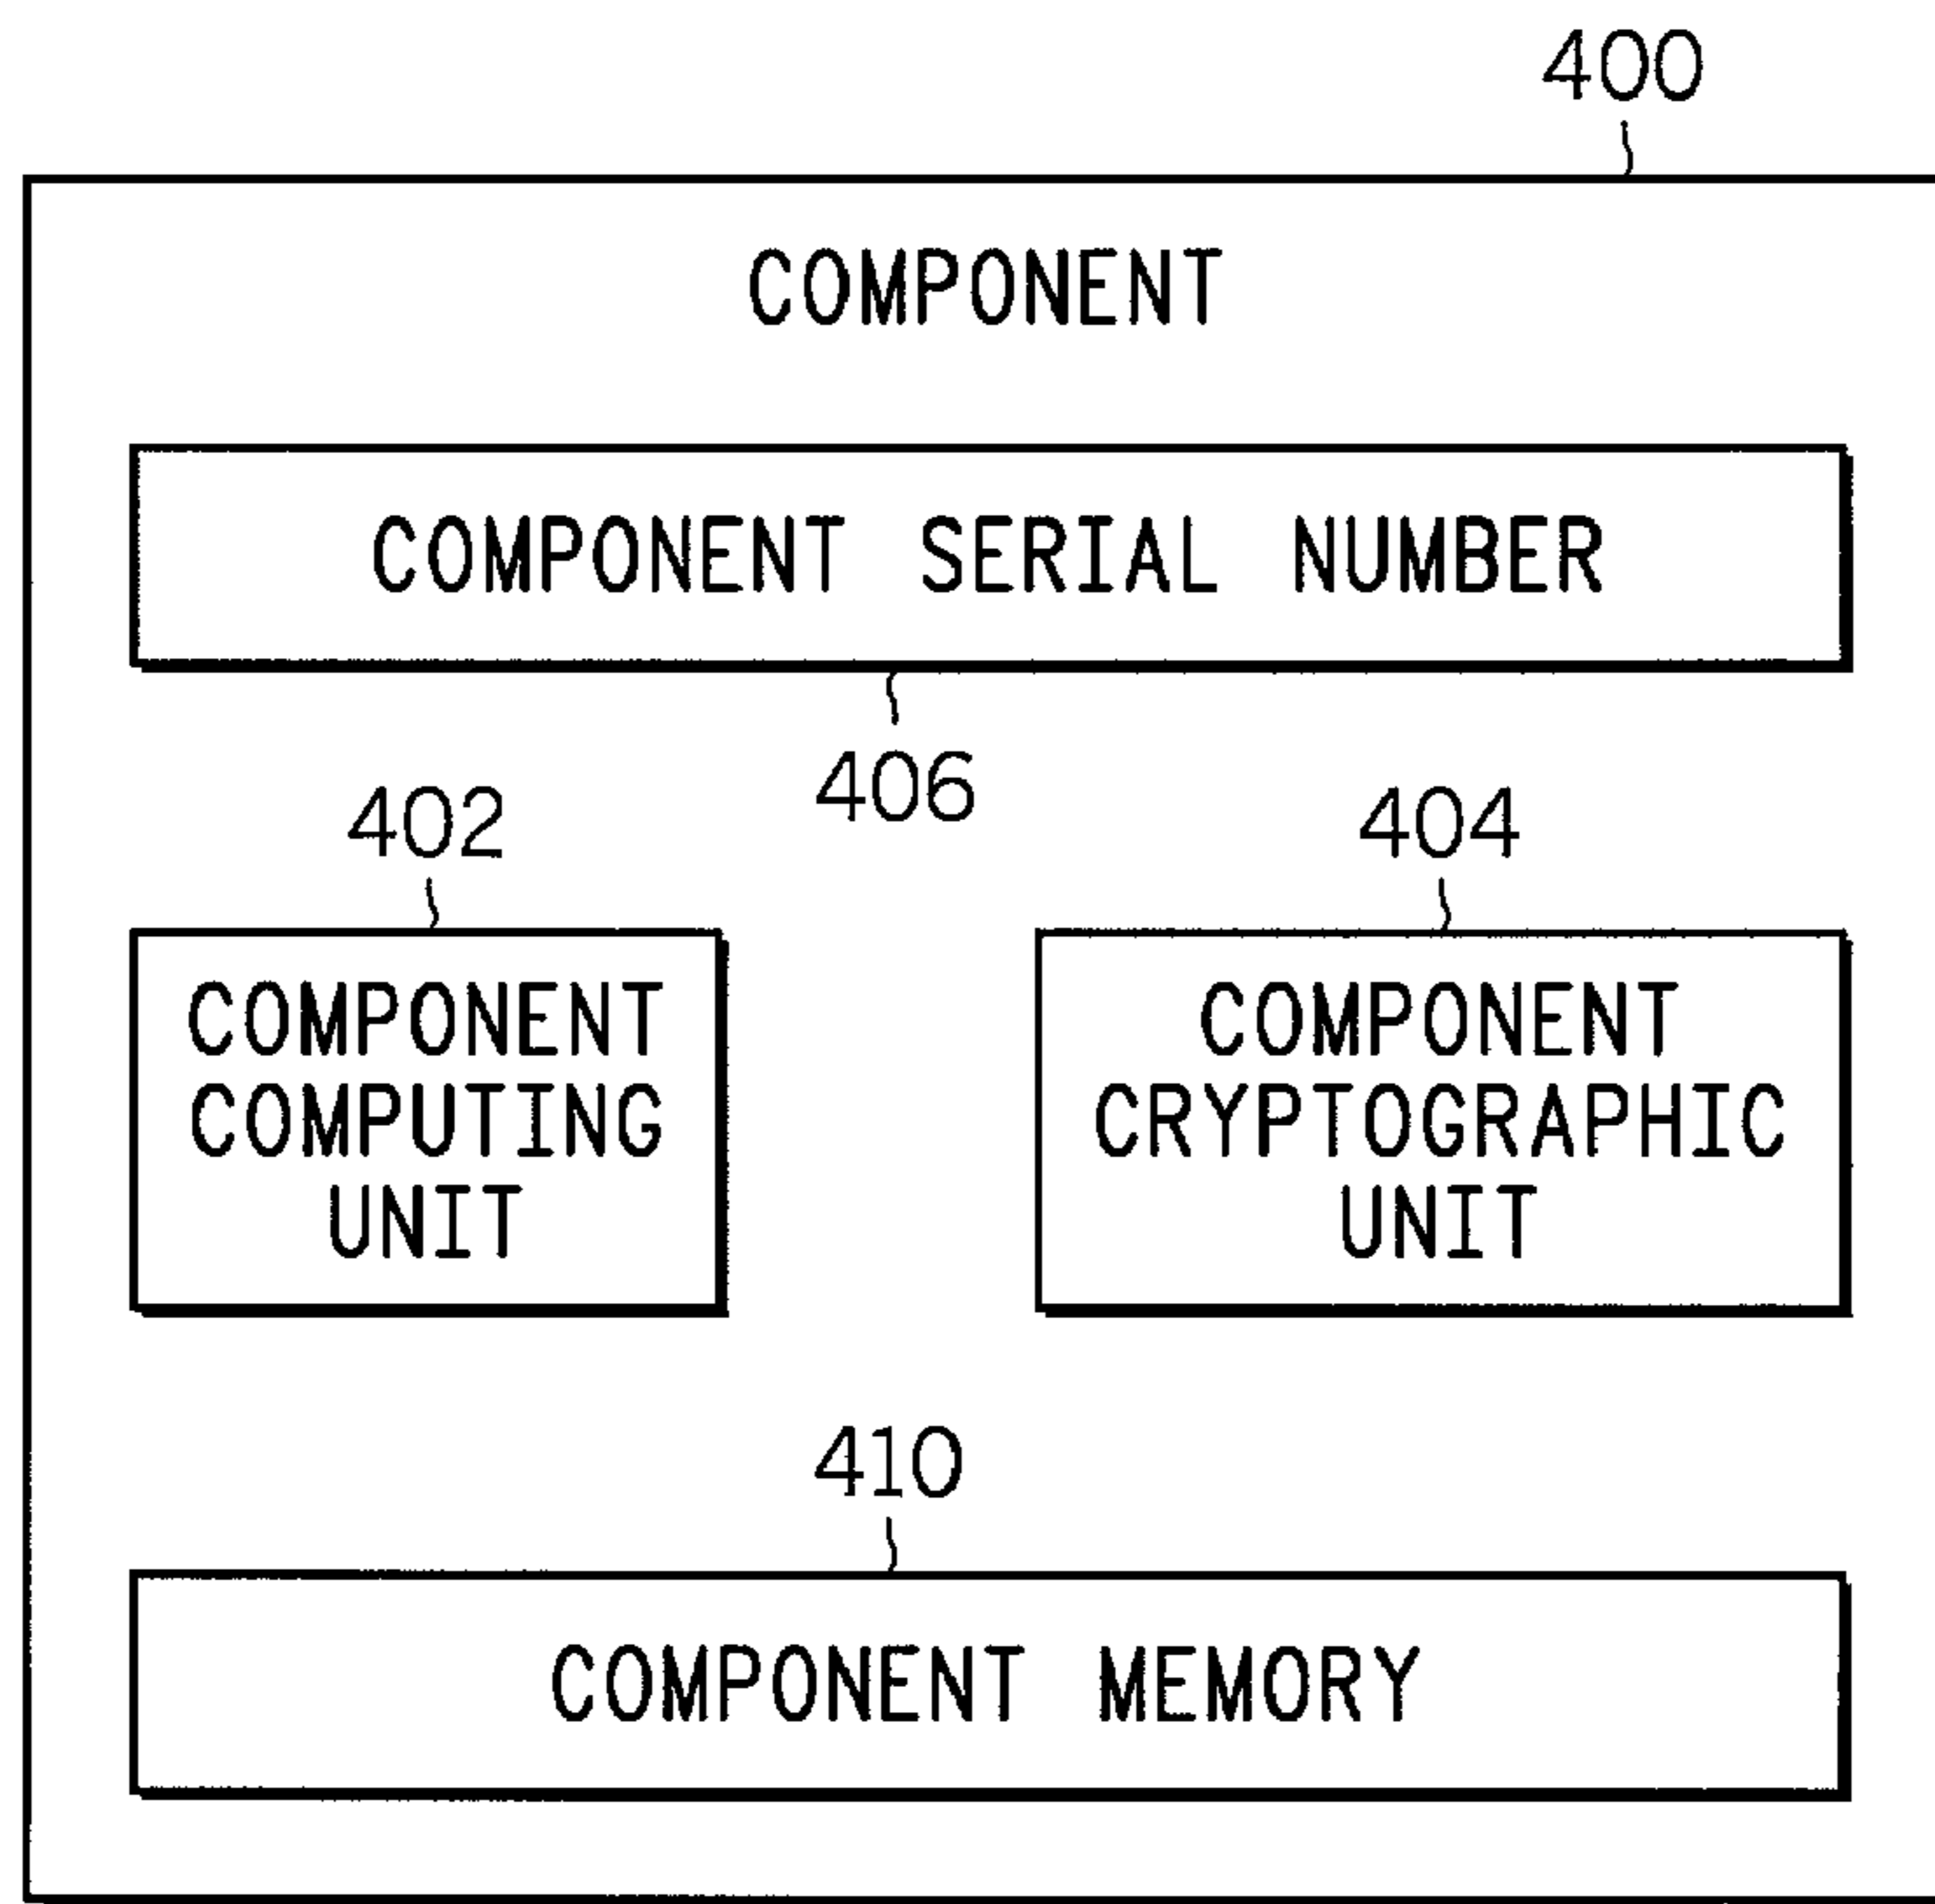 400
COMPONENT
COMPONENT SERIAL NUMBER
406
402
404
COMPONENT
COMPUTING
UNIT
COMPONENT
CRYPTOGRAPHIC
UNIT
410
COMPONENT MEMORY